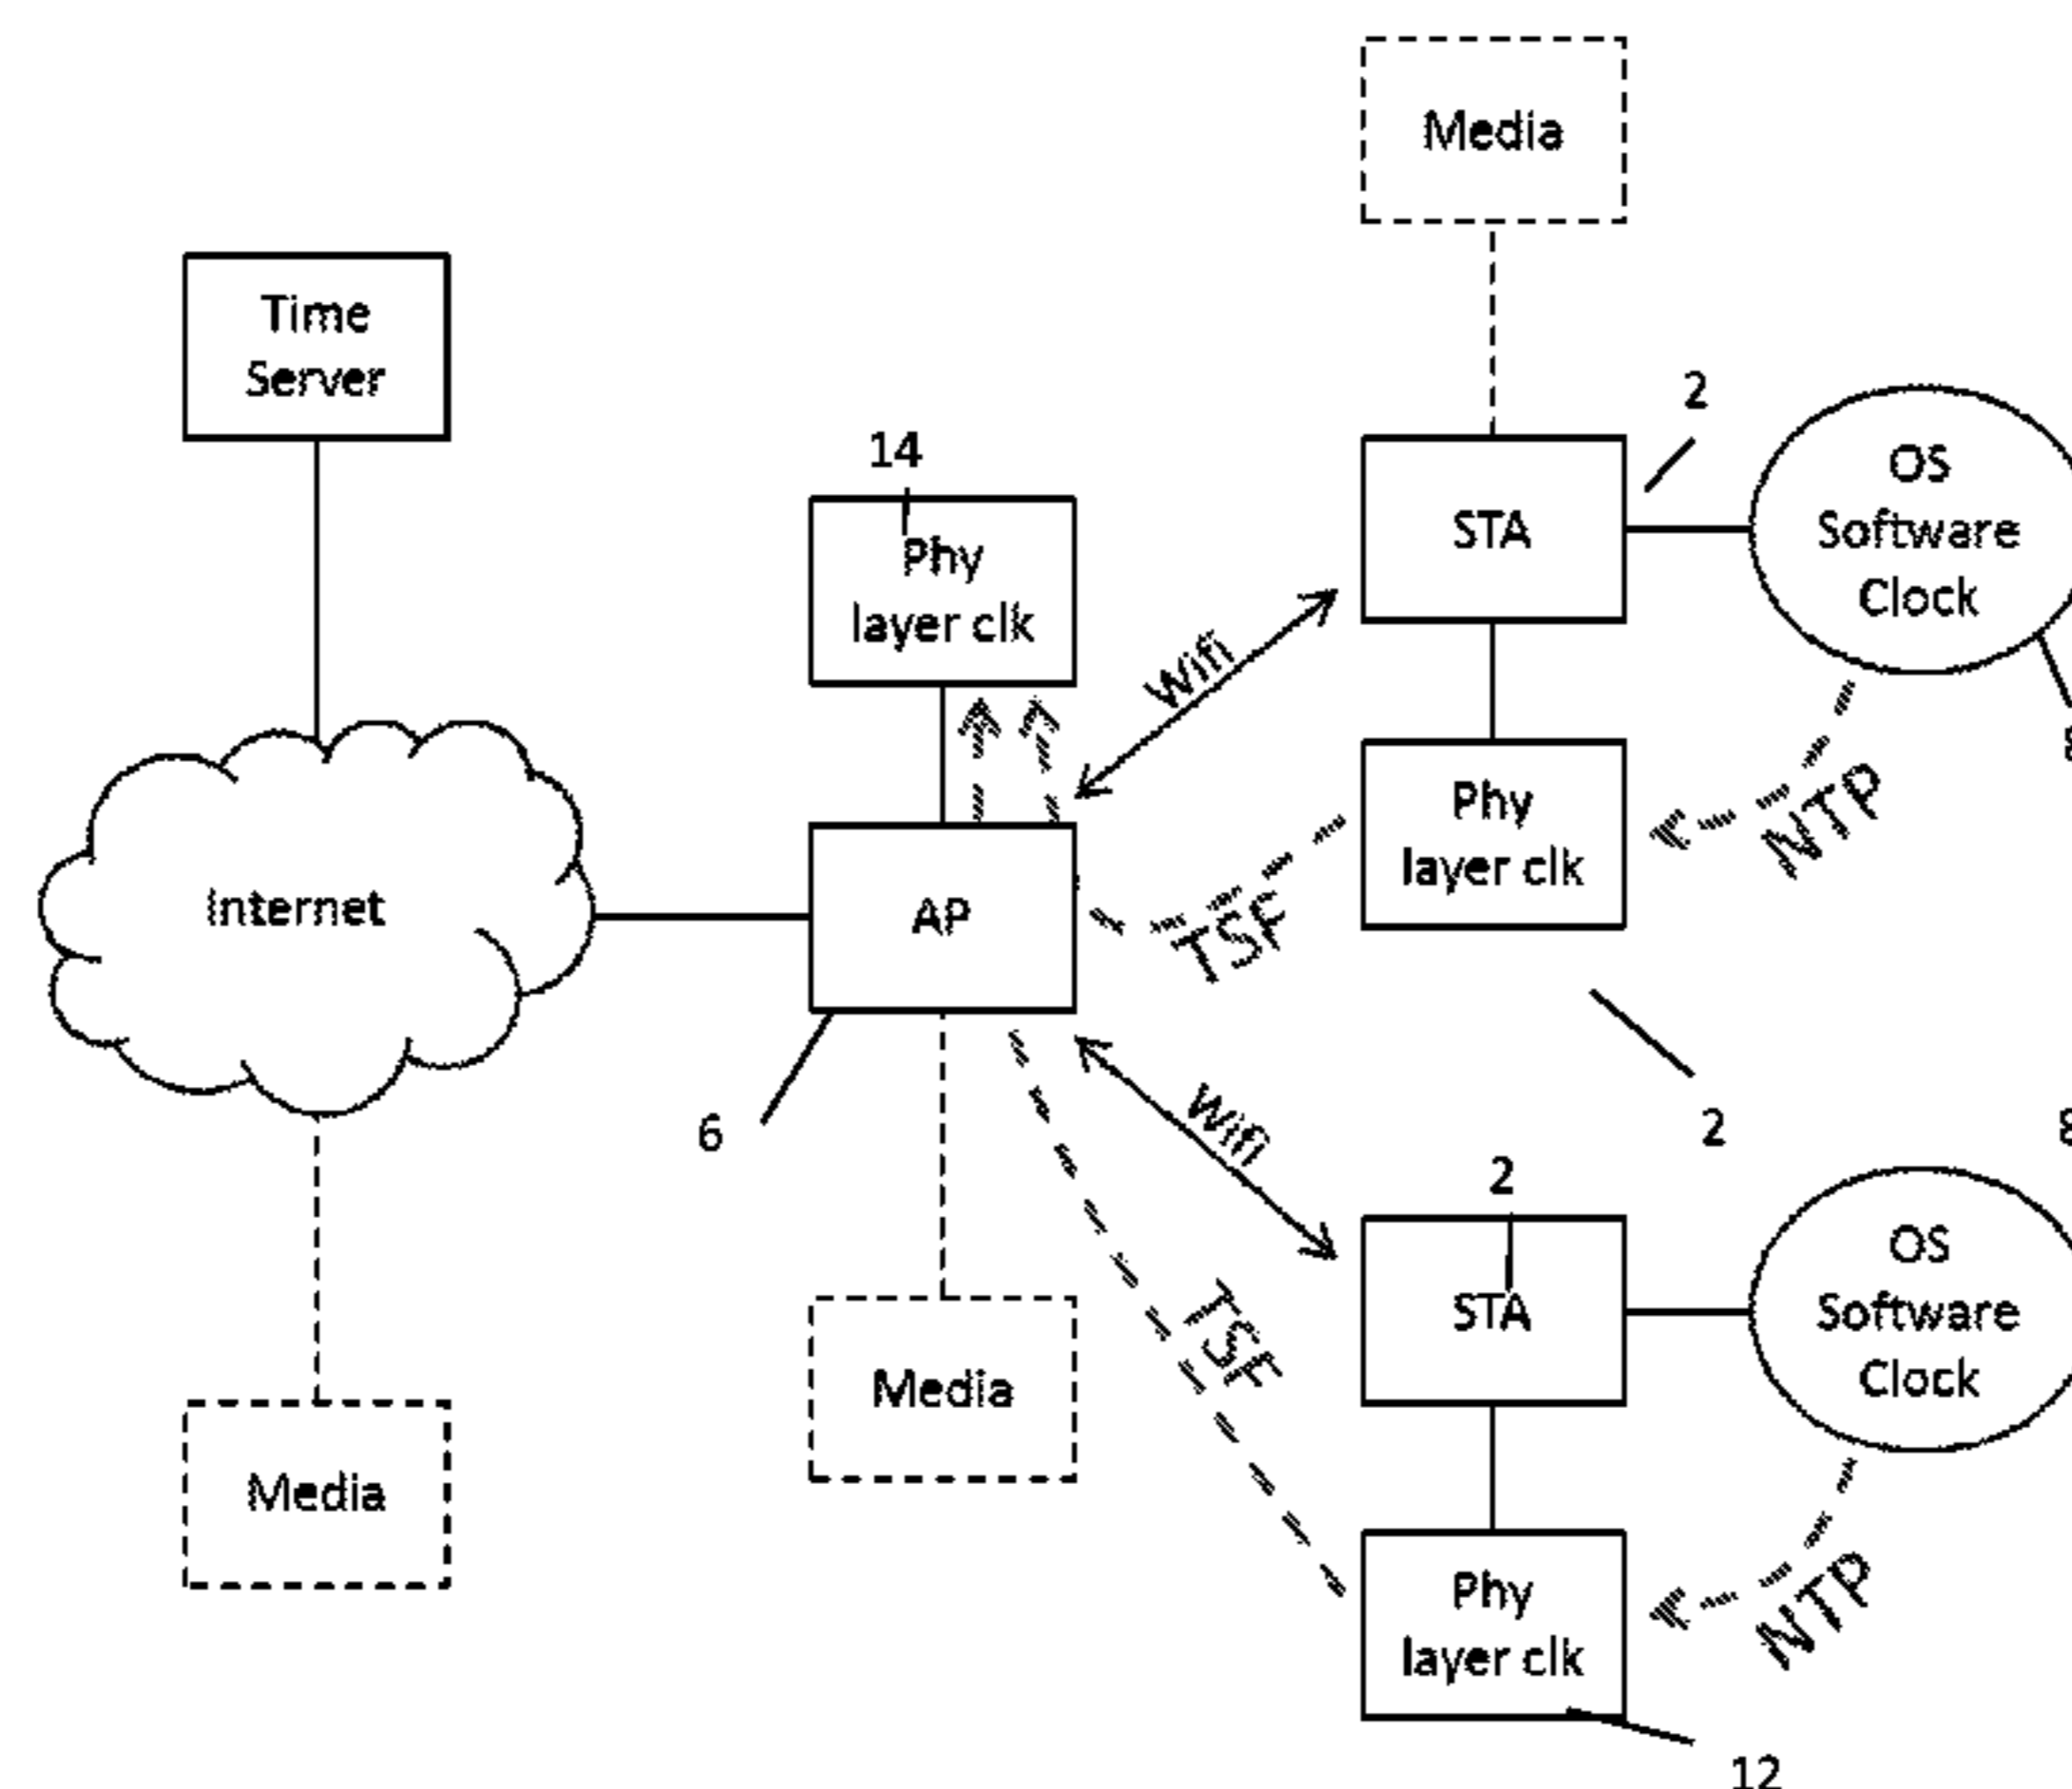 Media
Time
Server
2
14
OS
Software
Clock
STA
Phy
layer clk
Wifi
Phy
layer clk
NTP
Internet
AP
TSF
6
2
8
Wifi
2
OS
Software
Clock
STA
TSF
Media
Media
Phy
layer clk
NTP
12